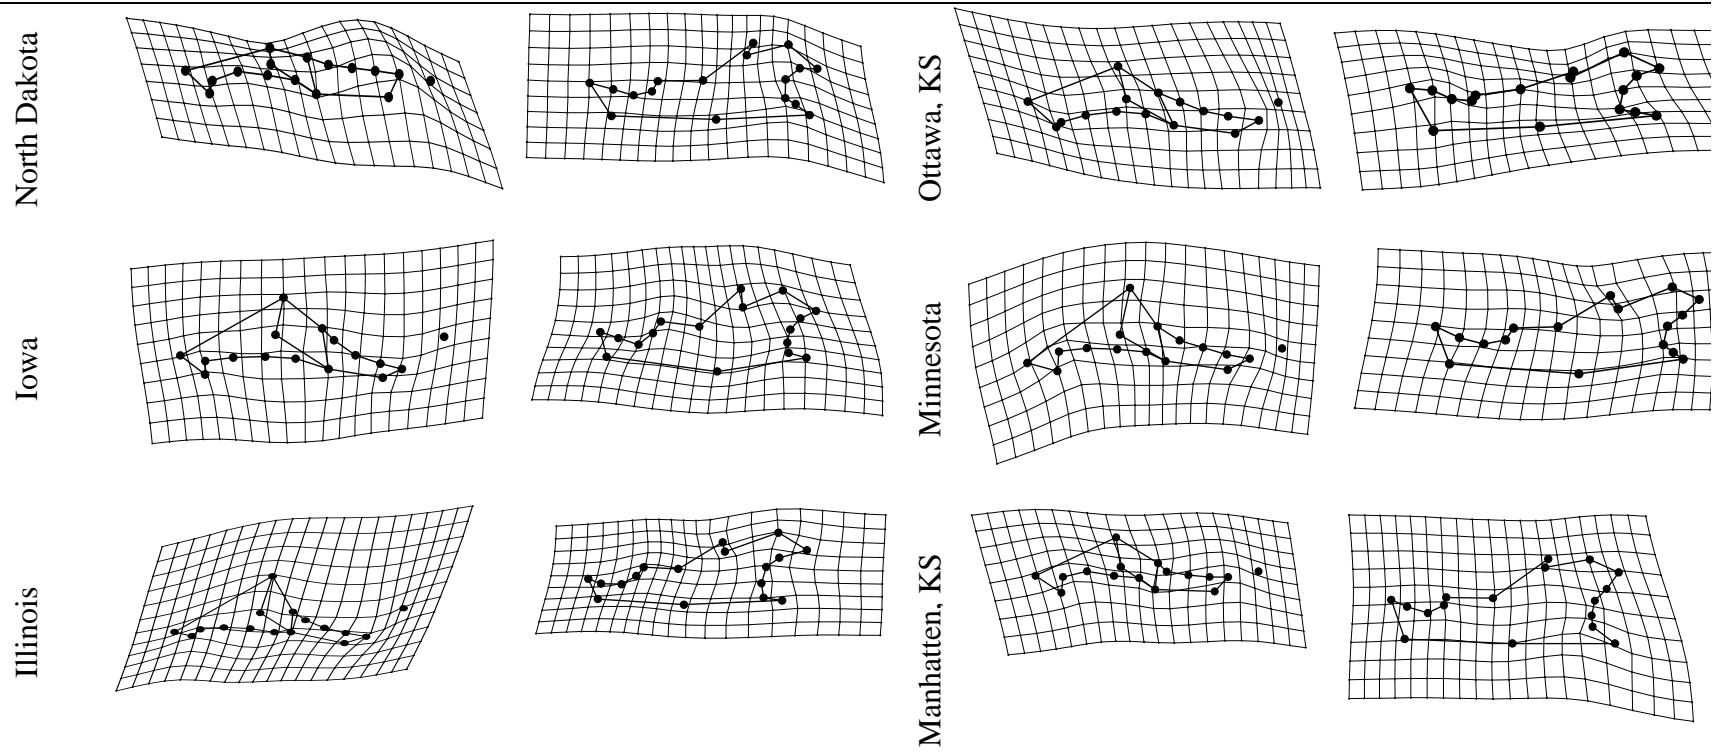 North Dakota
Ottawa, KS
Iowa
Minnesota
Illinois
Manhatten, KS